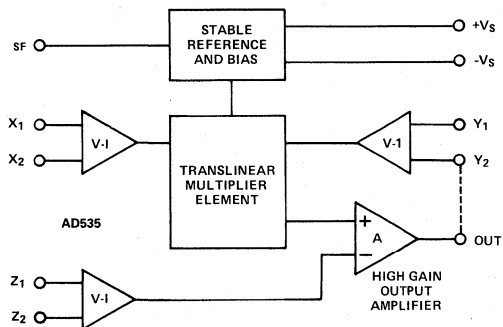 STABLE
REFERENCE
AND BIAS
+VS
-VS
SF
X1
X2
V-I
TRANSLINEAR
MULTIPLIER
ELEMENT
V-1
Y1
Y2
AD535
+
A
−
OUT
HIGH GAIN
OUTPUT
AMPLIFIER
Z1
Z2
V-I